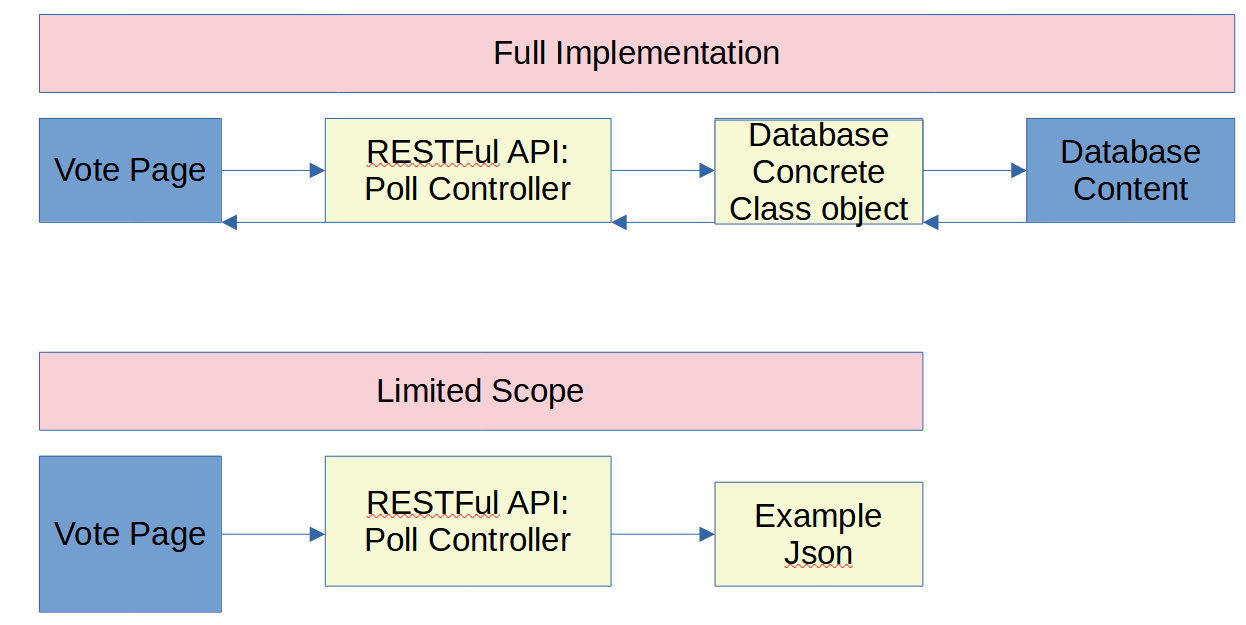 Full Implementation
Vote Page
RESTFul API:
Poll Controller
Database
Concrete
Class object
Database
Content
Limited Scope
Vote Page
RESTFul API:
Poll Controller
Example
Json